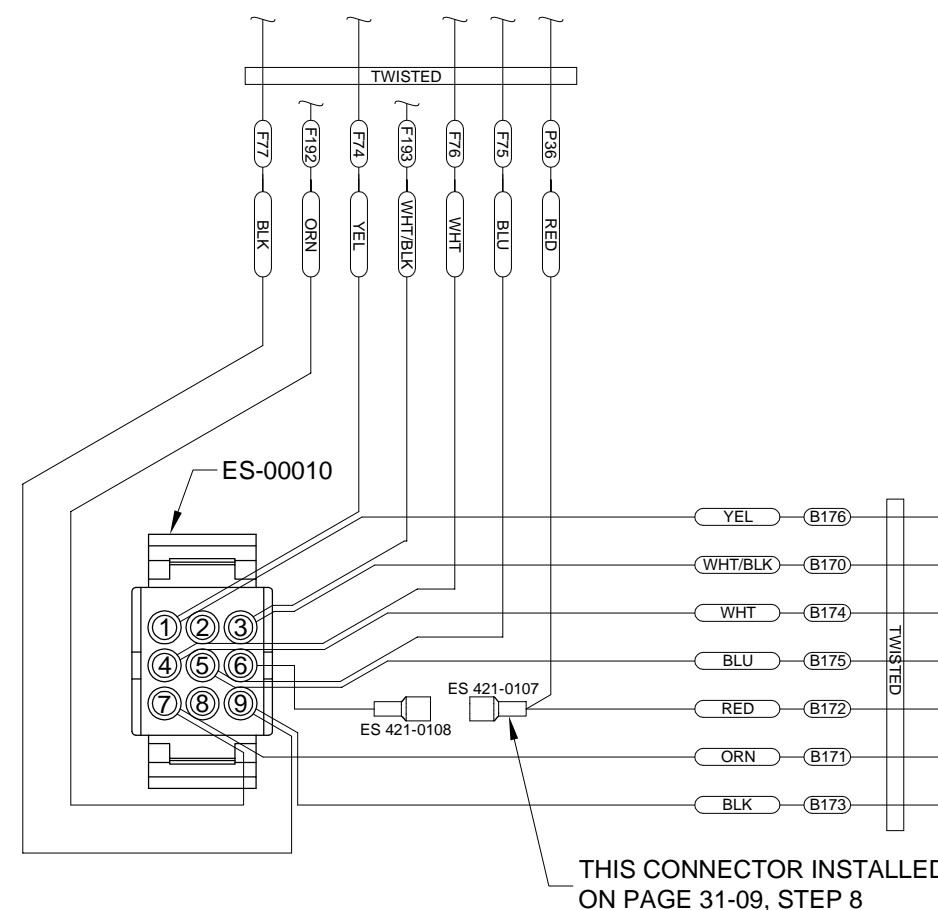 TWISTED
F77
F192
F74
F193
F76
F75
P36
BLK
ORN
YEL
WHT/BLK
WHT
BLU
RED
ES-00010
YEL B176
WHT/BLK B170
WHT B174
BLU B175
RED B172
ORN B171
BLK B173
TWISTED
1 2 3
4 5 6
7 8 9
ES 421-0108
ES 421-0107
THIS CONNECTOR INSTALLED
ON PAGE 31-09, STEP 8